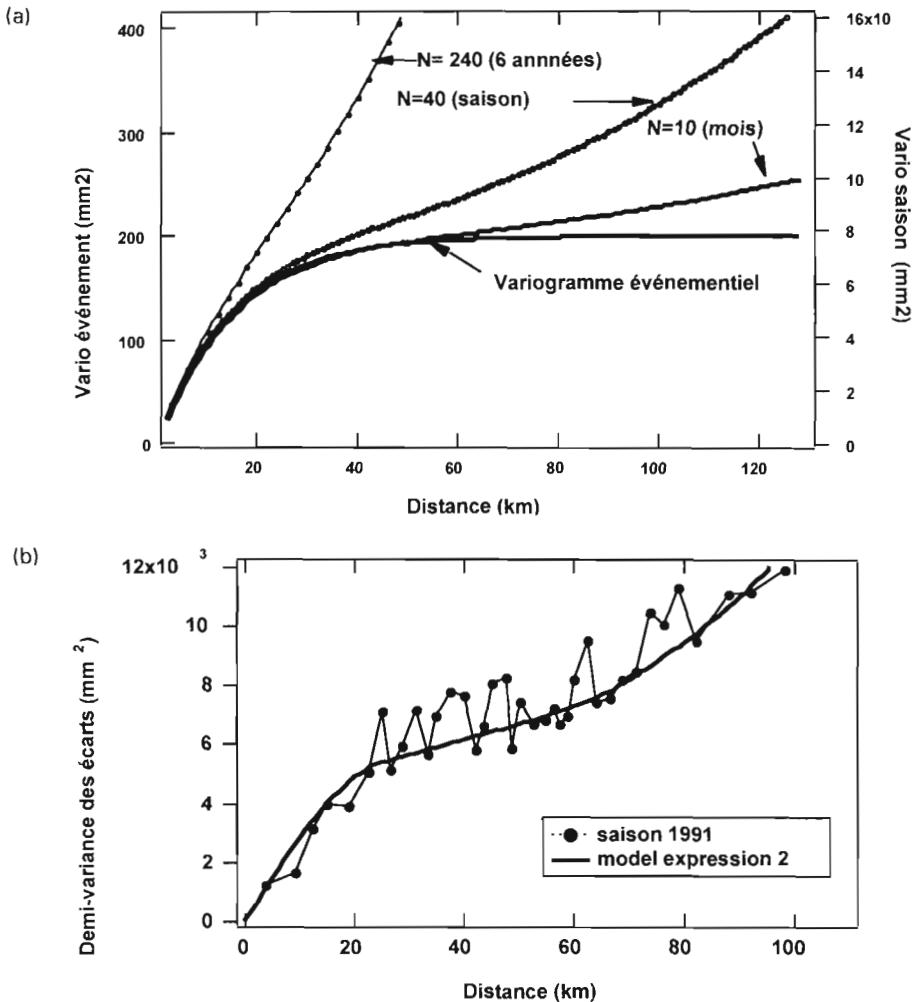 (a)
400
300
200
100
0
Vario événement (mm2)
N= 240 (6 annnées)
N=40 (saison)
N=10 (mois)
Variogramme événementiel
16x10
14
12
10
8
6
4
2
0
Vario saison (mm2)
20
40
60
80
100
120
Distance (km)
(b)
12x10 3
10
8
6
4
2
0
Demi-variance des écarts (mm 2)
saison 1991
model expression 2
0
20
40
60
80
100
Distance (km)